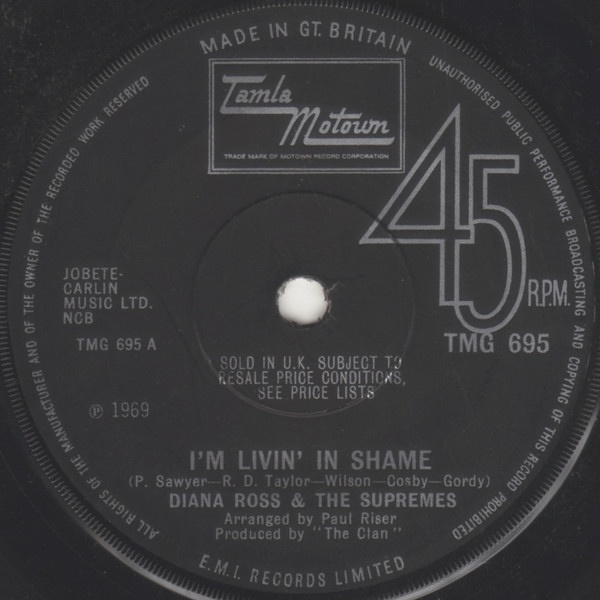 MADE IN GT. BRITAIN
UNAUTHORISED PUBLIC PERFORMANCE BROADCASTING AND COPYING OF THIS RECORD PROHIBITED
ALL RIGHTS OF THE MANUFACTURER AND OF THE OWNER OF THE RECORDED WORK RESERVED
Tamla
Motown
TRADE MARK OF MOTOWN RECORD CORPORATION
45
R.P.M.
TMG 695
JOBETE-
CARLIN
MUSIC LTD.
NCB
TMG 695 A
℗ 1969
SOLD IN U.K. SUBJECT TO
RESALE PRICE CONDITIONS,
SEE PRICE LISTS
I'M LIVIN' IN SHAME
(P. Sawyer—R. D. Taylor—Wilson—Cosby—Gordy)
DIANA ROSS & THE SUPREMES
Arranged by Paul Riser
Produced by "The Clan"
E.M.I. RECORDS LIMITED